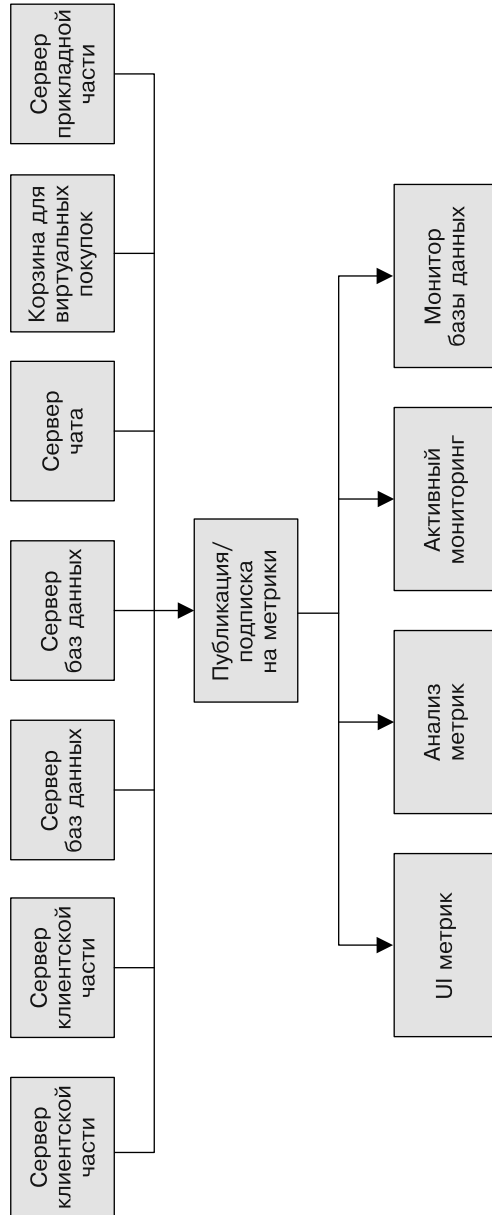 Сервер
клиентской
части
Сервер
клиентской
части
Сервер
баз данных
Сервер
баз данных
Сервер
чата
Корзина для
виртуальных
покупок
Сервер
прикладной
части
Публикация/
подписка
на метрики
UI метрик
Анализ
метрик
Активный
мониторинг
Монитор
базы данных